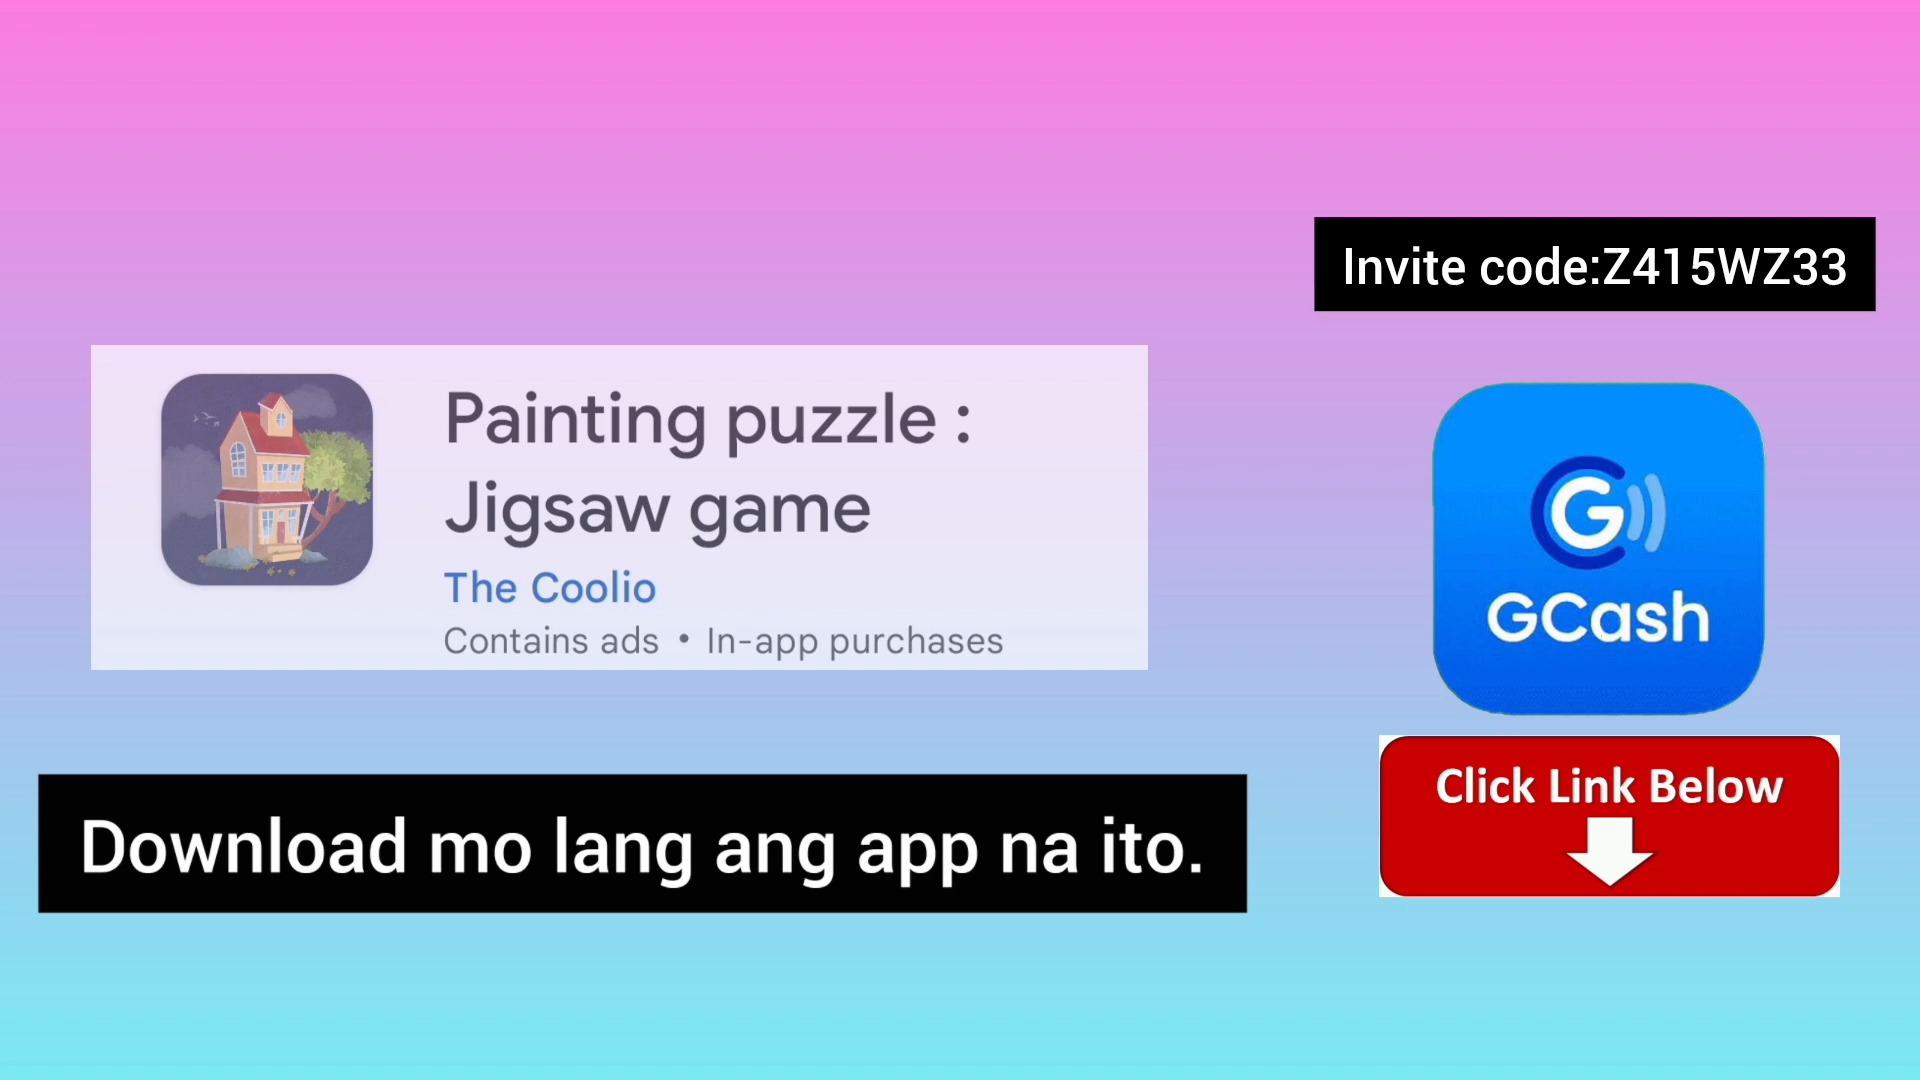 Invite code:Z415WZ33
Painting puzzle :
Jigsaw game
The Coolio
Contains ads • In-app purchases
G
GCash
Click Link Below
Download mo lang ang app na ito.